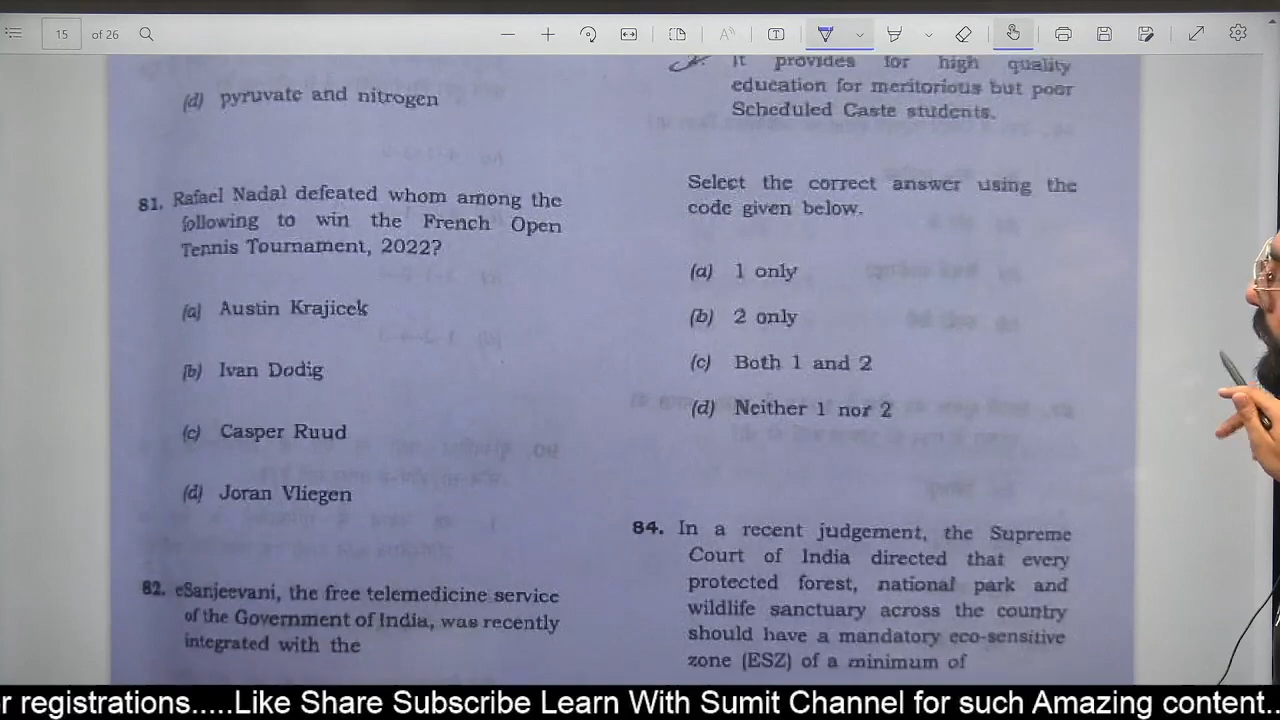 15 of 26
(d) pyruvate and nitrogen
81. Rafael Nadal defeated whom among the
following to win the French Open
Tennis Tournament, 2022?
(a) Austin Krajicek
(b) Ivan Dodig
(c) Casper Ruud
(d) Joran Vliegen
82. eSanjeevani, the free telemedicine service
of the Government of India, was recently
integrated with the
It provides for high quality
education for meritorious but poor
Scheduled Caste students.
Select the correct answer using the
code given below.
(a) 1 only
(b) 2 only
(c) Both 1 and 2
(d) Neither 1 nor 2
84. In a recent judgement, the Supreme
Court of India directed that every
protected forest, national park and
wildlife sanctuary across the country
should have a mandatory eco-sensitive
zone (ESZ) of a minimum of
r registrations.....Like Share Subscribe Learn With Sumit Channel for such Amazing content..